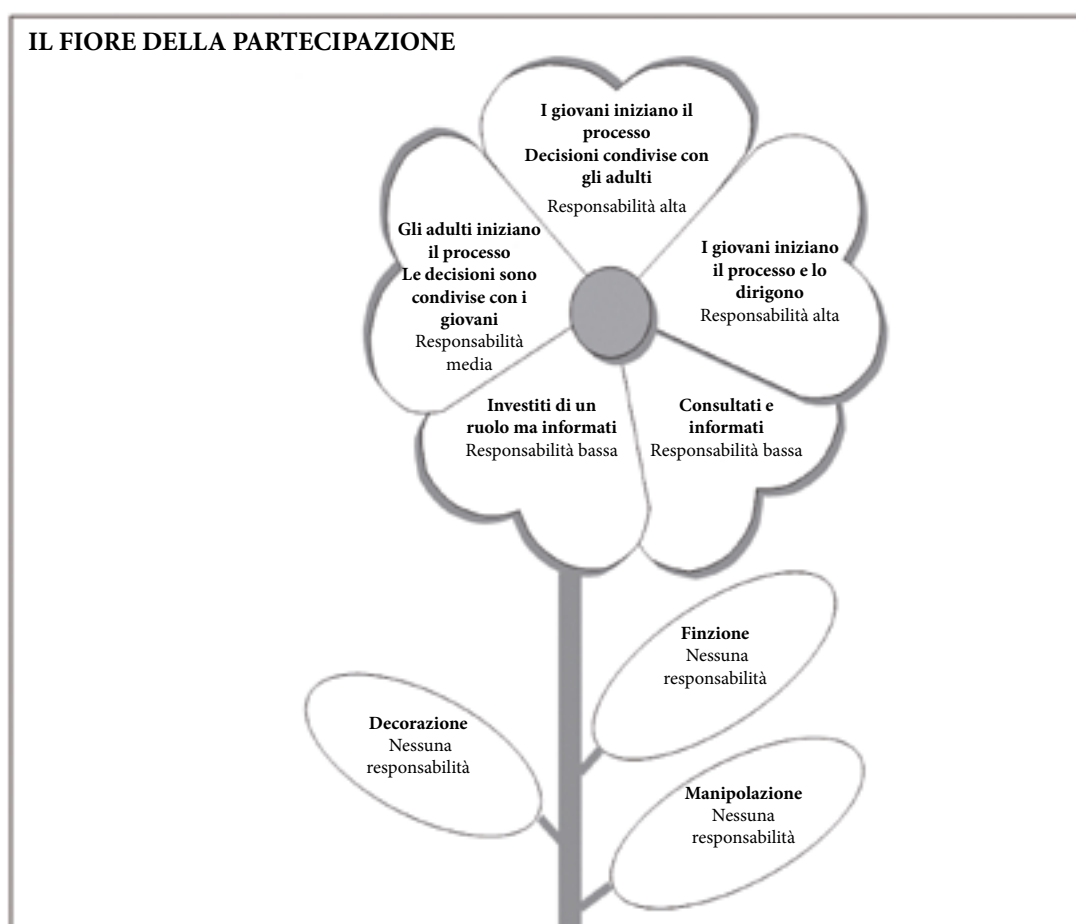 IL FIORE DELLA PARTECIPAZIONE
I giovani iniziano il
processo
Decisioni condivise con
gli adulti
Responsabilità alta
Gli adulti iniziano
il processo
Le decisioni sono
condivise con i
giovani
Responsabilità
media
I giovani iniziano
il processo e lo
dirigono
Responsabilità alta
Investiti di un
ruolo ma informati
Responsabilità bassa
Consultati e
informati
Responsabilità bassa
Finzione
Nessuna
responsabilità
Decorazione
Nessuna
responsabilità
Manipolazione
Nessuna
responsabilità